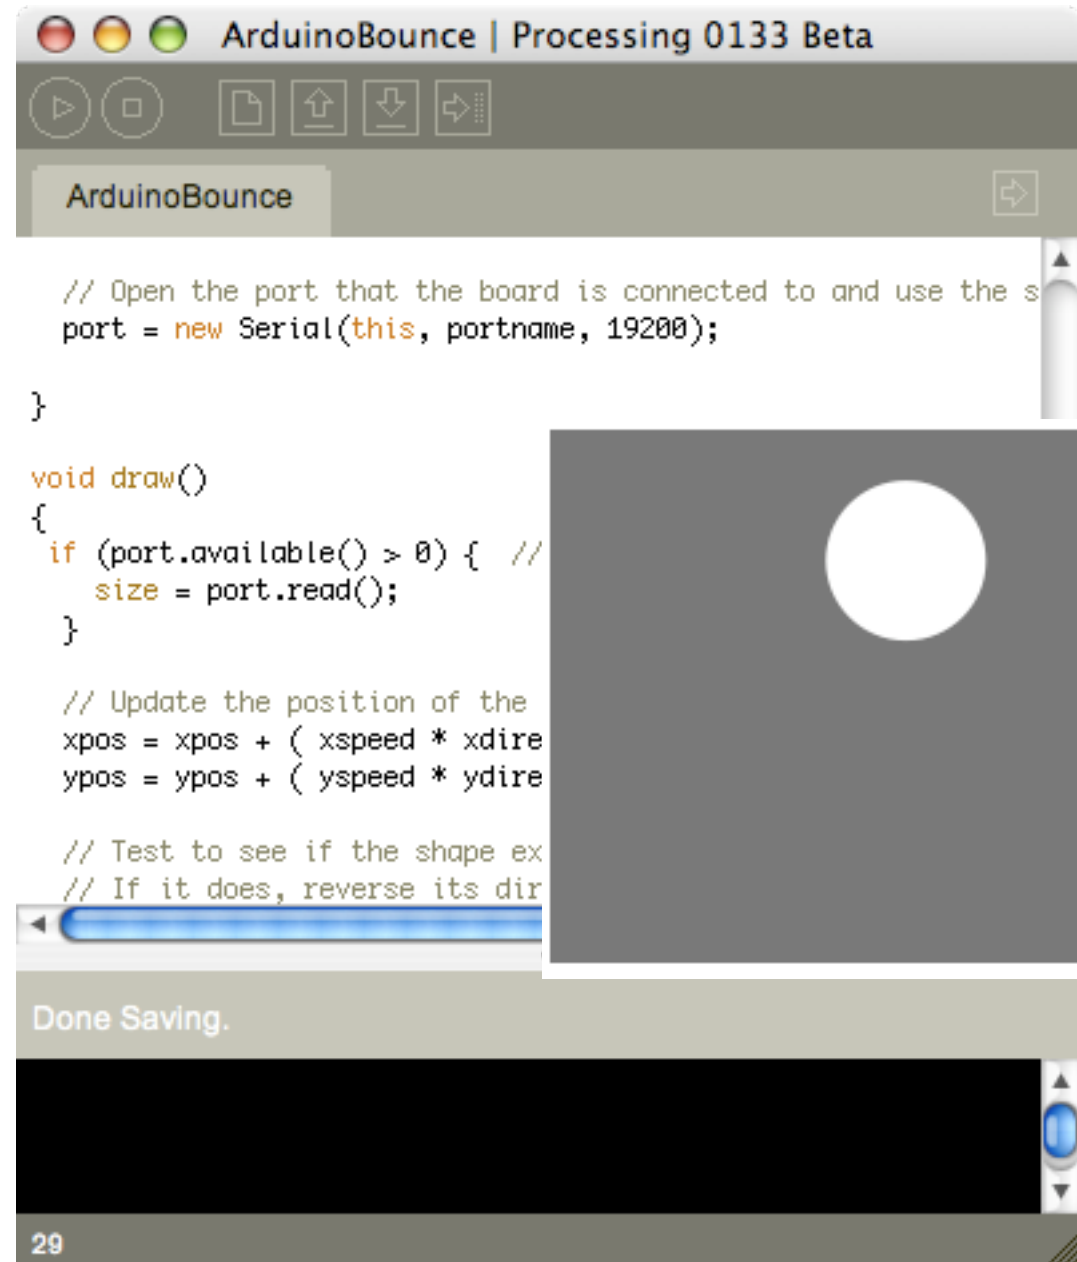 ArduinoBounce | Processing 0133 Beta
ArduinoBounce
// Open the port that the board is connected to and use the s
port = new Serial(this, portname, 19200);
}
void draw()
{
if (port.available() > 0) { //
size = port.read();
}
// Update the position of the
xpos = xpos + ( xspeed * xdire
ypos = ypos + ( yspeed * ydire
// Test to see if the shape ex
// If it does, reverse its dir
Done Saving.
29